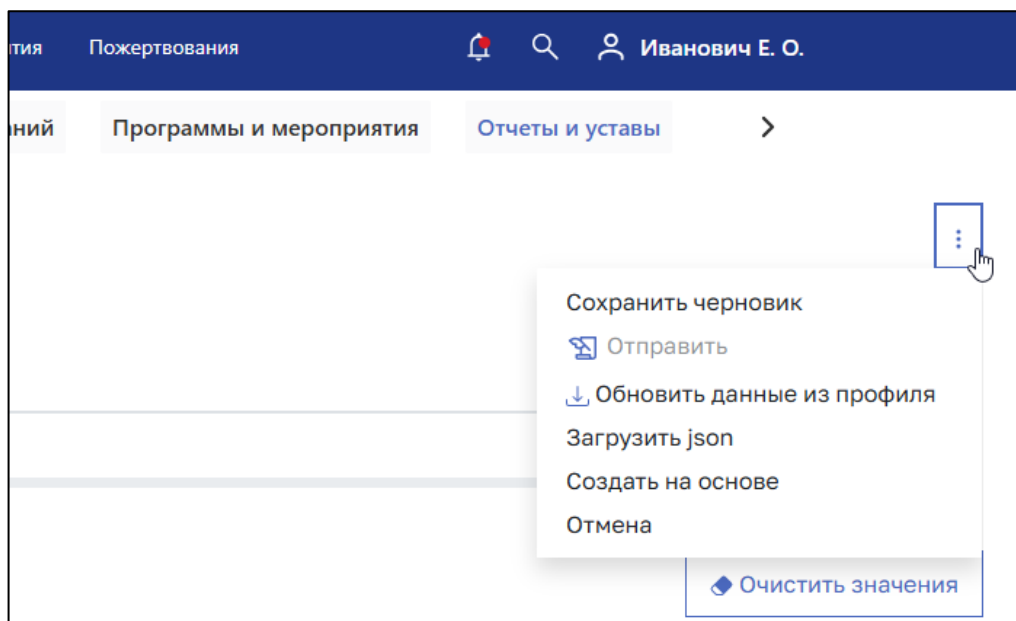 тия Пожертвования Иванович Е. О.
ний Программы и мероприятия Отчеты и уставы
Сохранить черновик
Отправить
Обновить данные из профиля
Загрузить json
Создать на основе
Отмена
Очистить значения